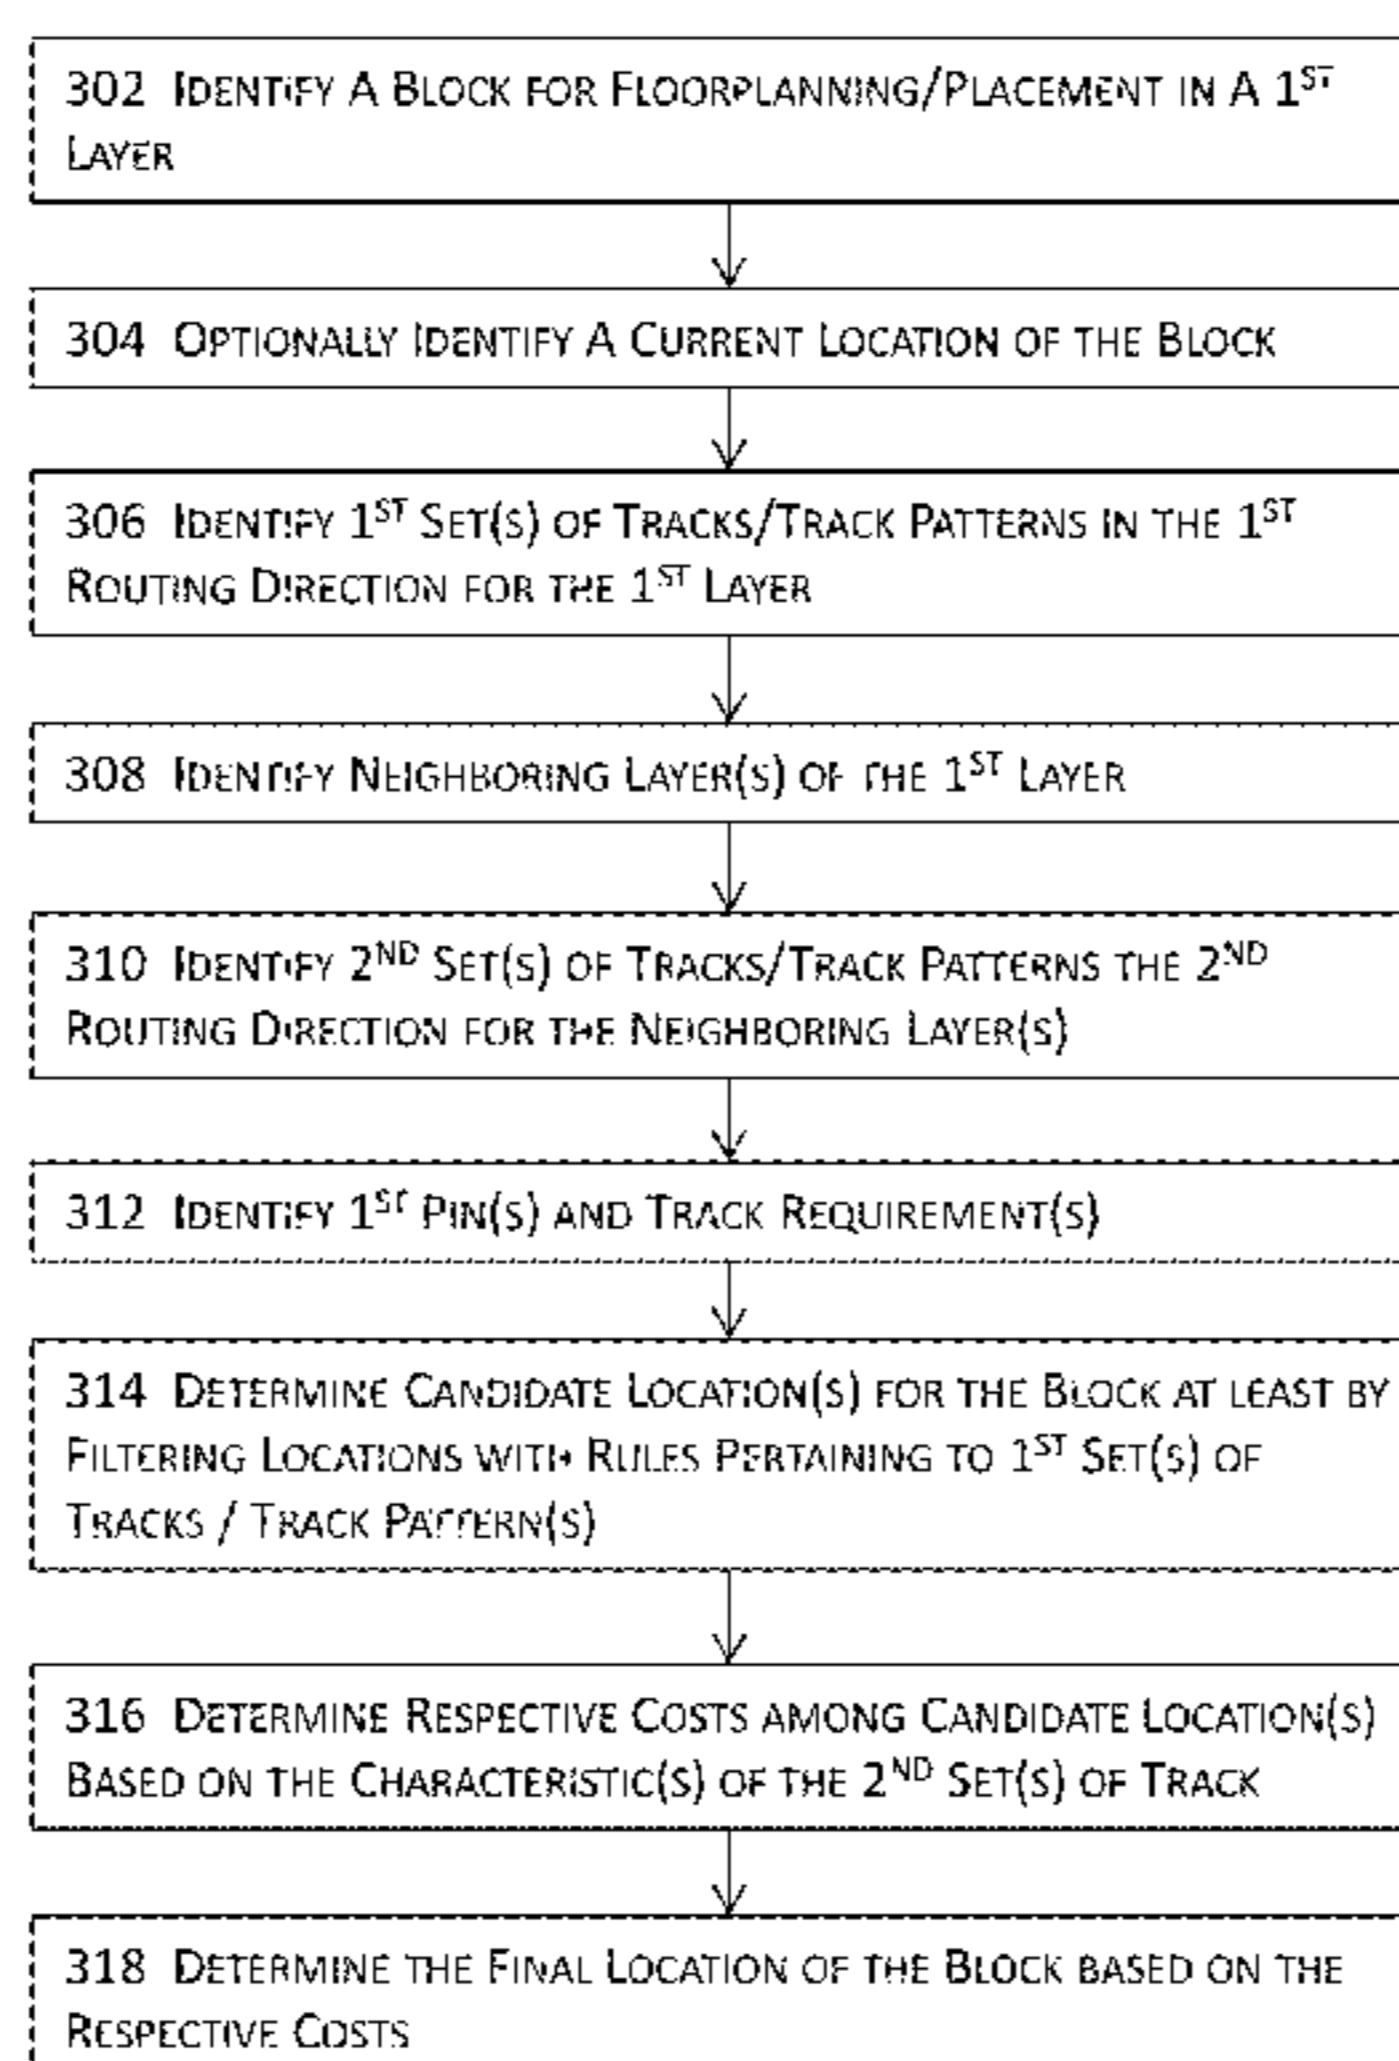 302 IDENTIFY A BLOCK FOR FLOORPLANNING/PLACEMENT IN A 1ST
LAYER
304 OPTIONALLY IDENTIFY A CURRENT LOCATION OF THE BLOCK
306 IDENTIFY 1ST SET(S) OF TRACKS/TRACK PATTERNS IN THE 1ST
ROUTING DIRECTION FOR THE 1ST LAYER
308 IDENTIFY NEIGHBORING LAYER(S) OF THE 1ST LAYER
310 IDENTIFY 2ND SET(S) OF TRACKS/TRACK PATTERNS THE 2ND
ROUTING DIRECTION FOR THE NEIGHBORING LAYER(S)
312 IDENTIFY 1ST PIN(S) AND TRACK REQUIREMENT(S)
314 DETERMINE CANDIDATE LOCATION(S) FOR THE BLOCK AT LEAST BY
FILTERING LOCATIONS WITH RULES PERTAINING TO 1ST SET(S) OF
TRACKS / TRACK PATTERN(S)
316 DETERMINE RESPECTIVE COSTS AMONG CANDIDATE LOCATION(S)
BASED ON THE CHARACTERISTIC(S) OF THE 2ND SET(S) OF TRACK
318 DETERMINE THE FINAL LOCATION OF THE BLOCK BASED ON THE
RESPECTIVE COSTS